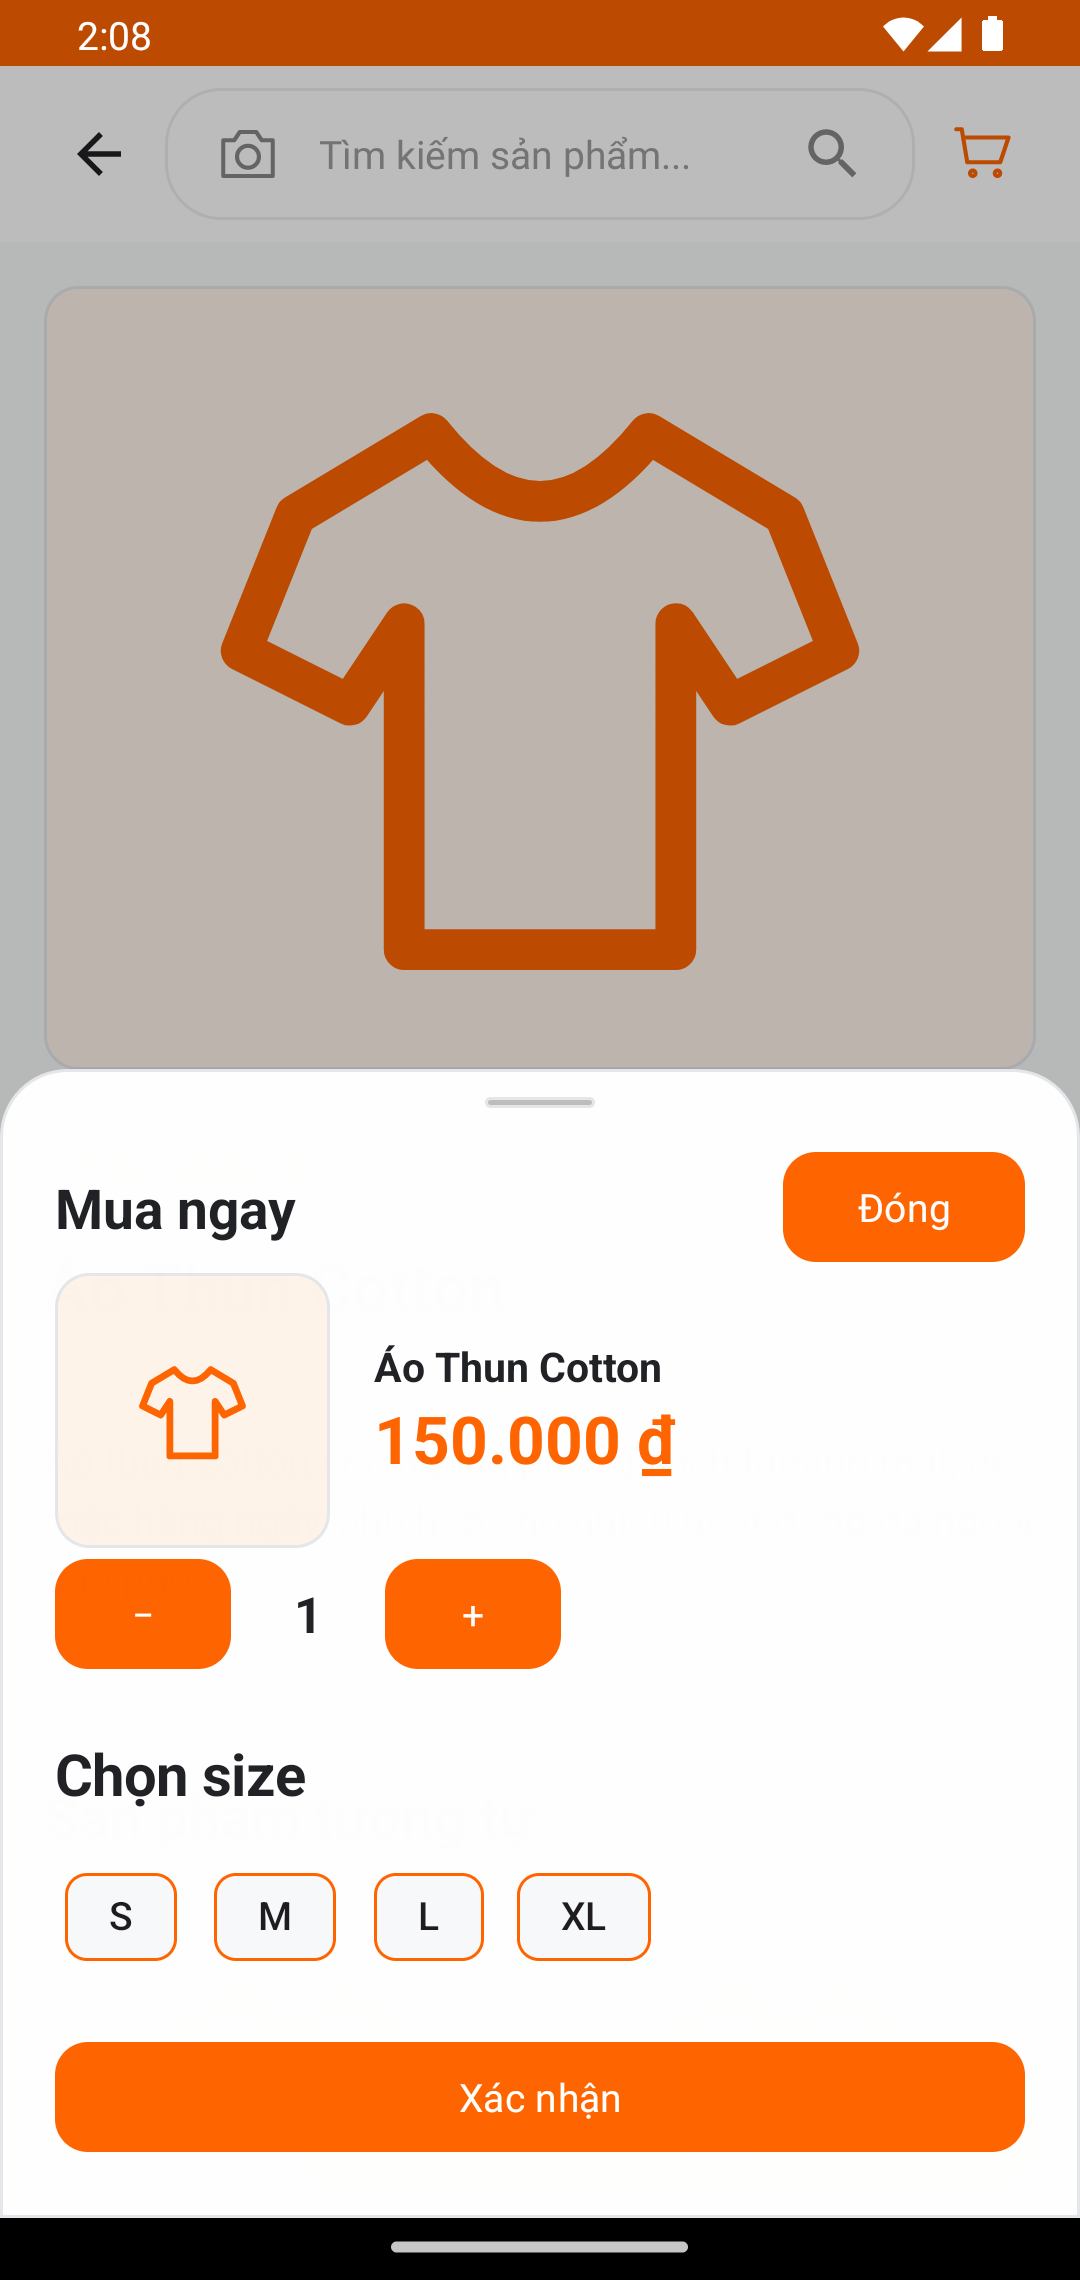 2:08
Tìm kiếm sản phẩm...
Mua ngay
Đóng
Áo Thun Cotton
150.000 ₫
−
1
+
Chọn size
S
M
L
XL
Xác nhận